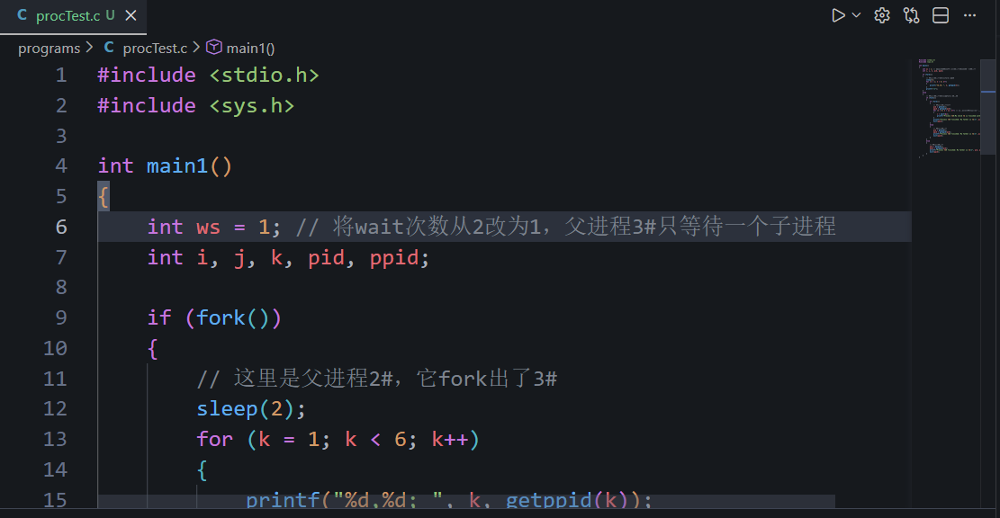 C procTest.c U
programs > C procTest.c > main1()
1 #include <stdio.h>
2 #include <sys.h>
3
4 int main1()
5 {
6 int ws = 1; // 将wait次数从2改为1，父进程3#只等待一个子进程
7 int i, j, k, pid, ppid;
8
9 if (fork())
10 {
11 // 这里是父进程2#，它fork出了3#
12 sleep(2);
13 for (k = 1; k < 6; k++)
14 {
15 printf("%d,%d; ", k, getppid(k));